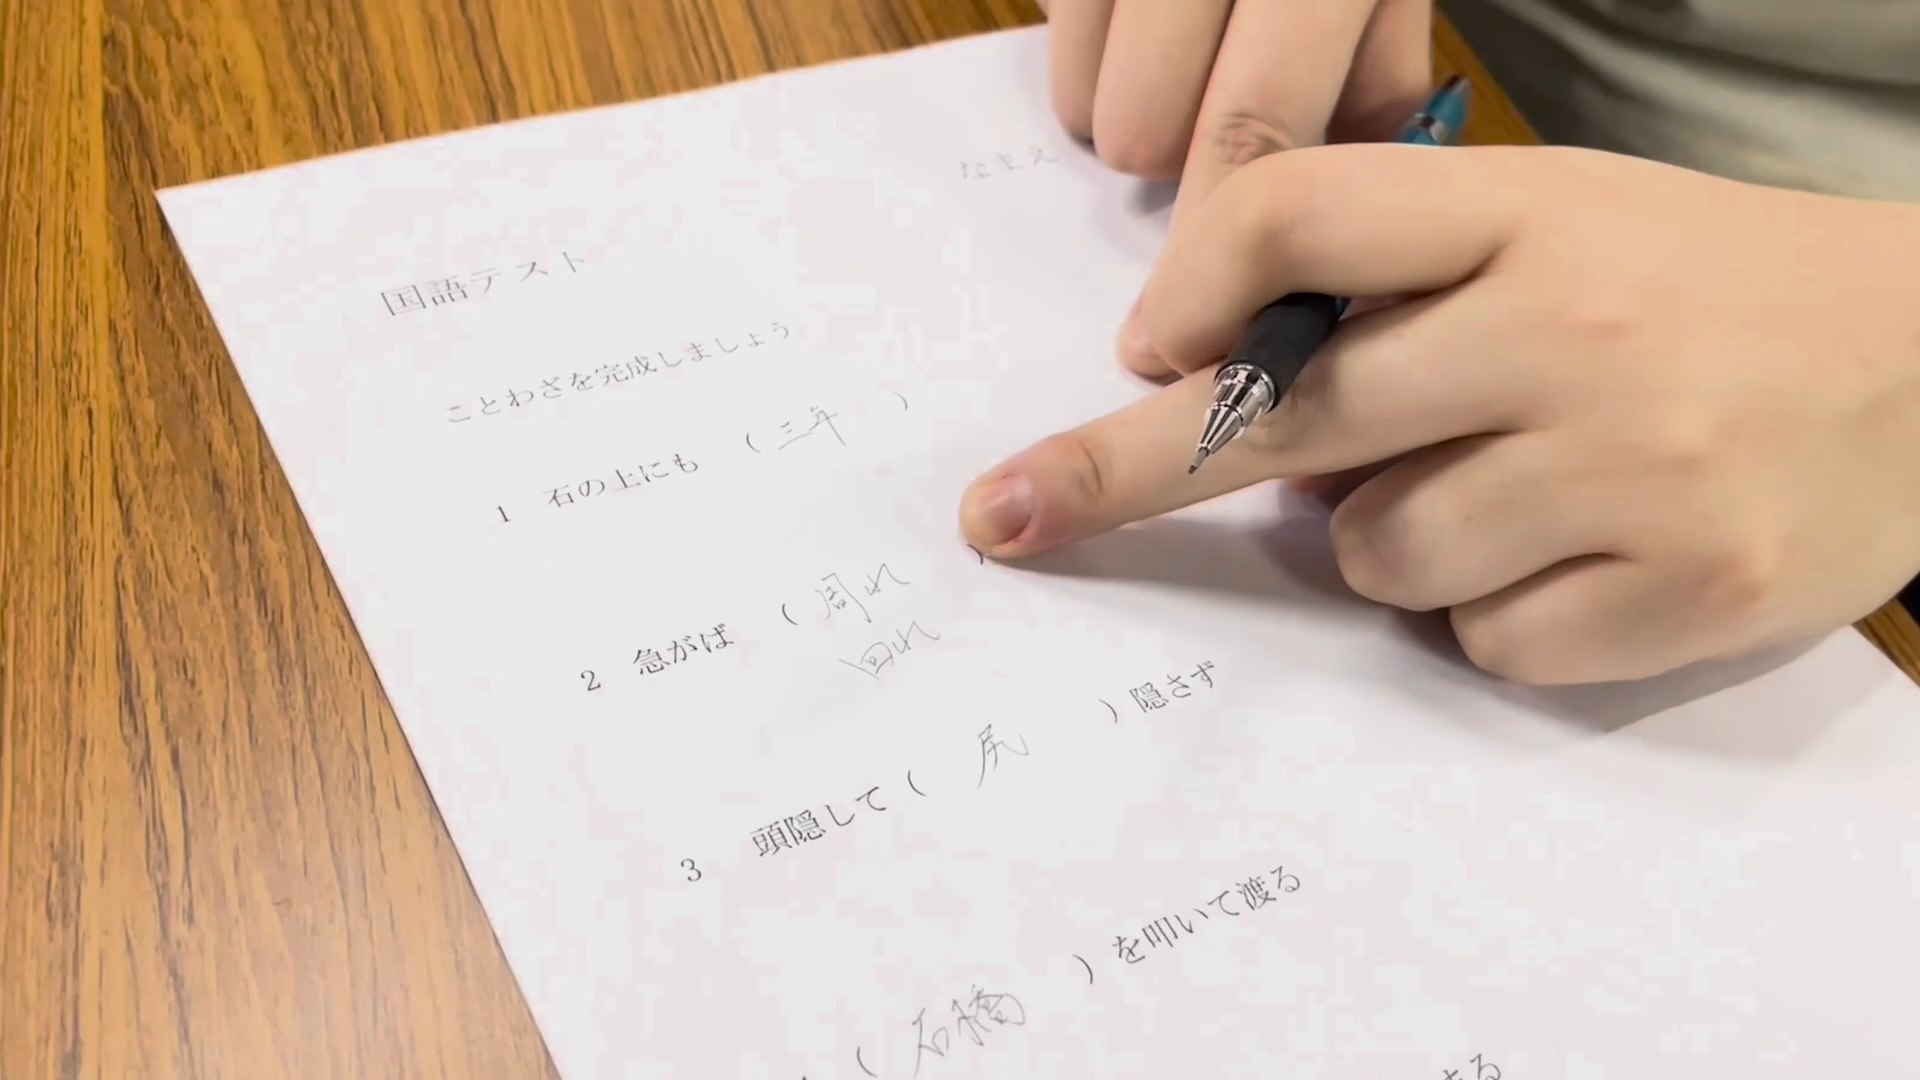 なまえ
国語テスト
ことわざを完成しましょう
1 石の上にも (三年)
2 急がば (周れ)
回れ
3 頭隠して(尻)隠さず
(石橋)を叩いて渡る
まる